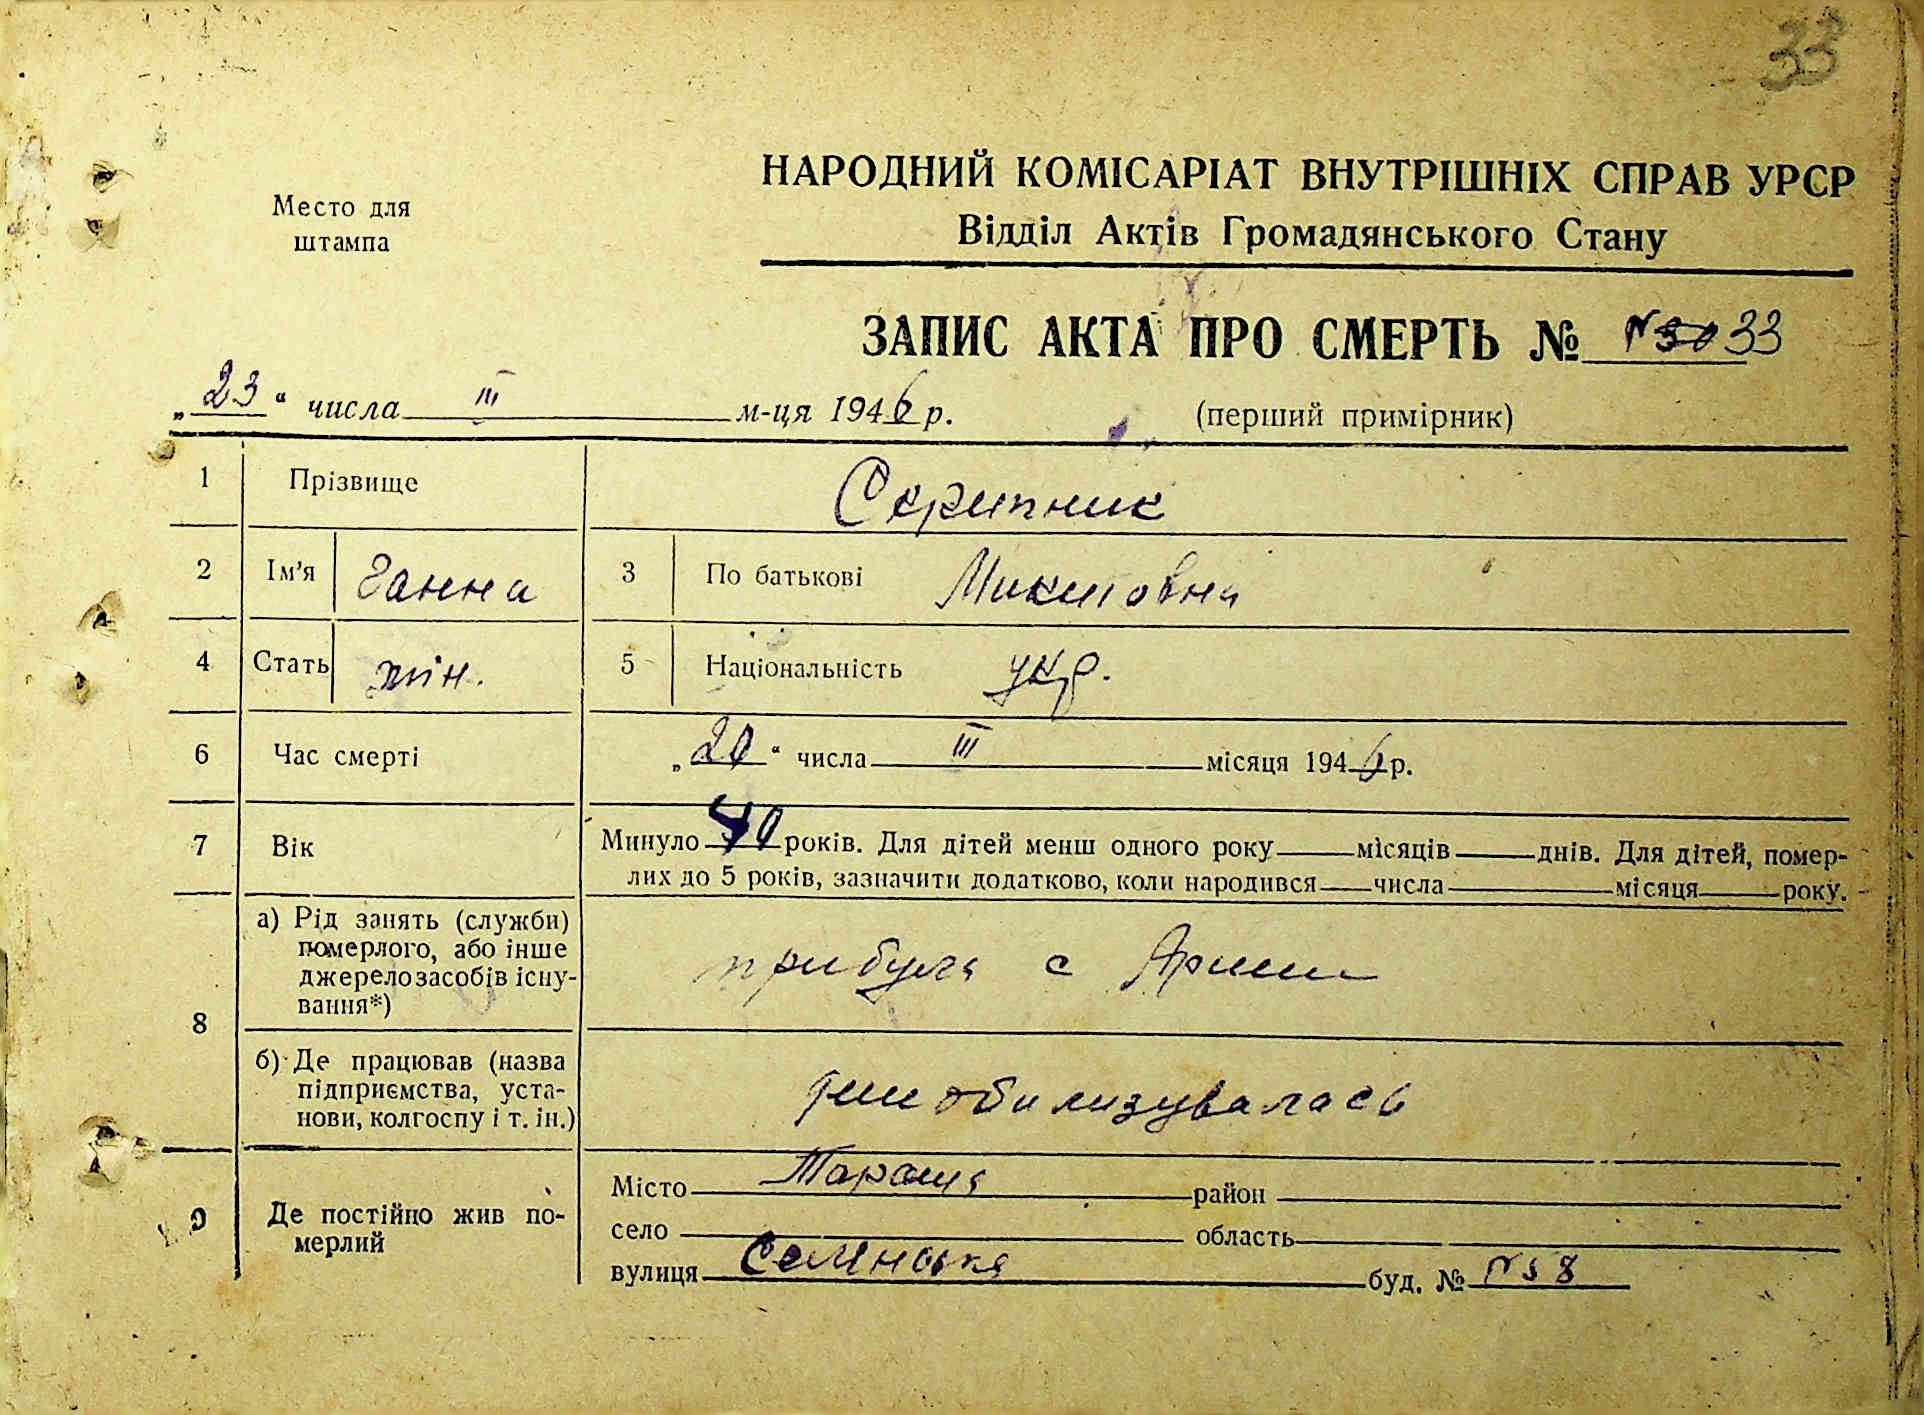 33
Место для
штампа
НАРОДНИЙ КОМІСАРІАТ ВНУТРІШНІХ СПРАВ УРСР
Відділ Актів Громадянського Стану
ЗАПИС АКТА ПРО СМЕРТЬ № 33
„23“ числа III м-ця 1946 р. (перший примірник)
1 Прізвище Скрипник
2 Ім’я Ганна 3 По батькові Микитовна
4 Стать жін. 5 Національність укр.
6 Час смерті „20“ числа III місяця 1946 р.
7 Вік Минуло років. Для дітей менш одного року місяців днів. Для дітей, помер-
лих до 5 років, зазначити додатково, коли народився числа місяця року.
8 а) Рід занять (служби)
померлого, або інше
джерело засобів існу-
вання*) прибула с Армии
б) Де працював (назва
підприємства, уста-
нови, колгоспу і т. ін.)
9 Де постійно жив по-
мерлий
Місто Тараща район
село область
вулиця буд. № 8